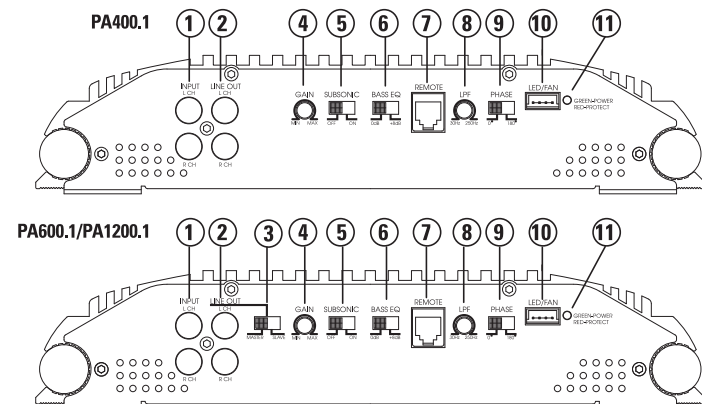 PA400.1
1 2 4 5 6 7 8 9 10 11
INPUT LINE OUT
L CH L CH
GAIN SUBSONIC BASS EQ REMOTE LPF PHASE LED/FAN
GREEN-POWER
RED-PROTECT
MIN MAX OFF ON 0dB +8dB 50Hz 250Hz 0° 180°
R CH R CH
PA600.1/PA1200.1
1 2 3 4 5 6 7 8 9 10 11
INPUT LINE OUT
L CH L CH
GAIN SUBSONIC BASS EQ REMOTE LPF PHASE LED/FAN
GREEN-POWER
RED-PROTECT
MASTER SLAVE MIN MAX OFF ON 0dB +8dB 50Hz 250Hz 0° 180°
R CH R CH